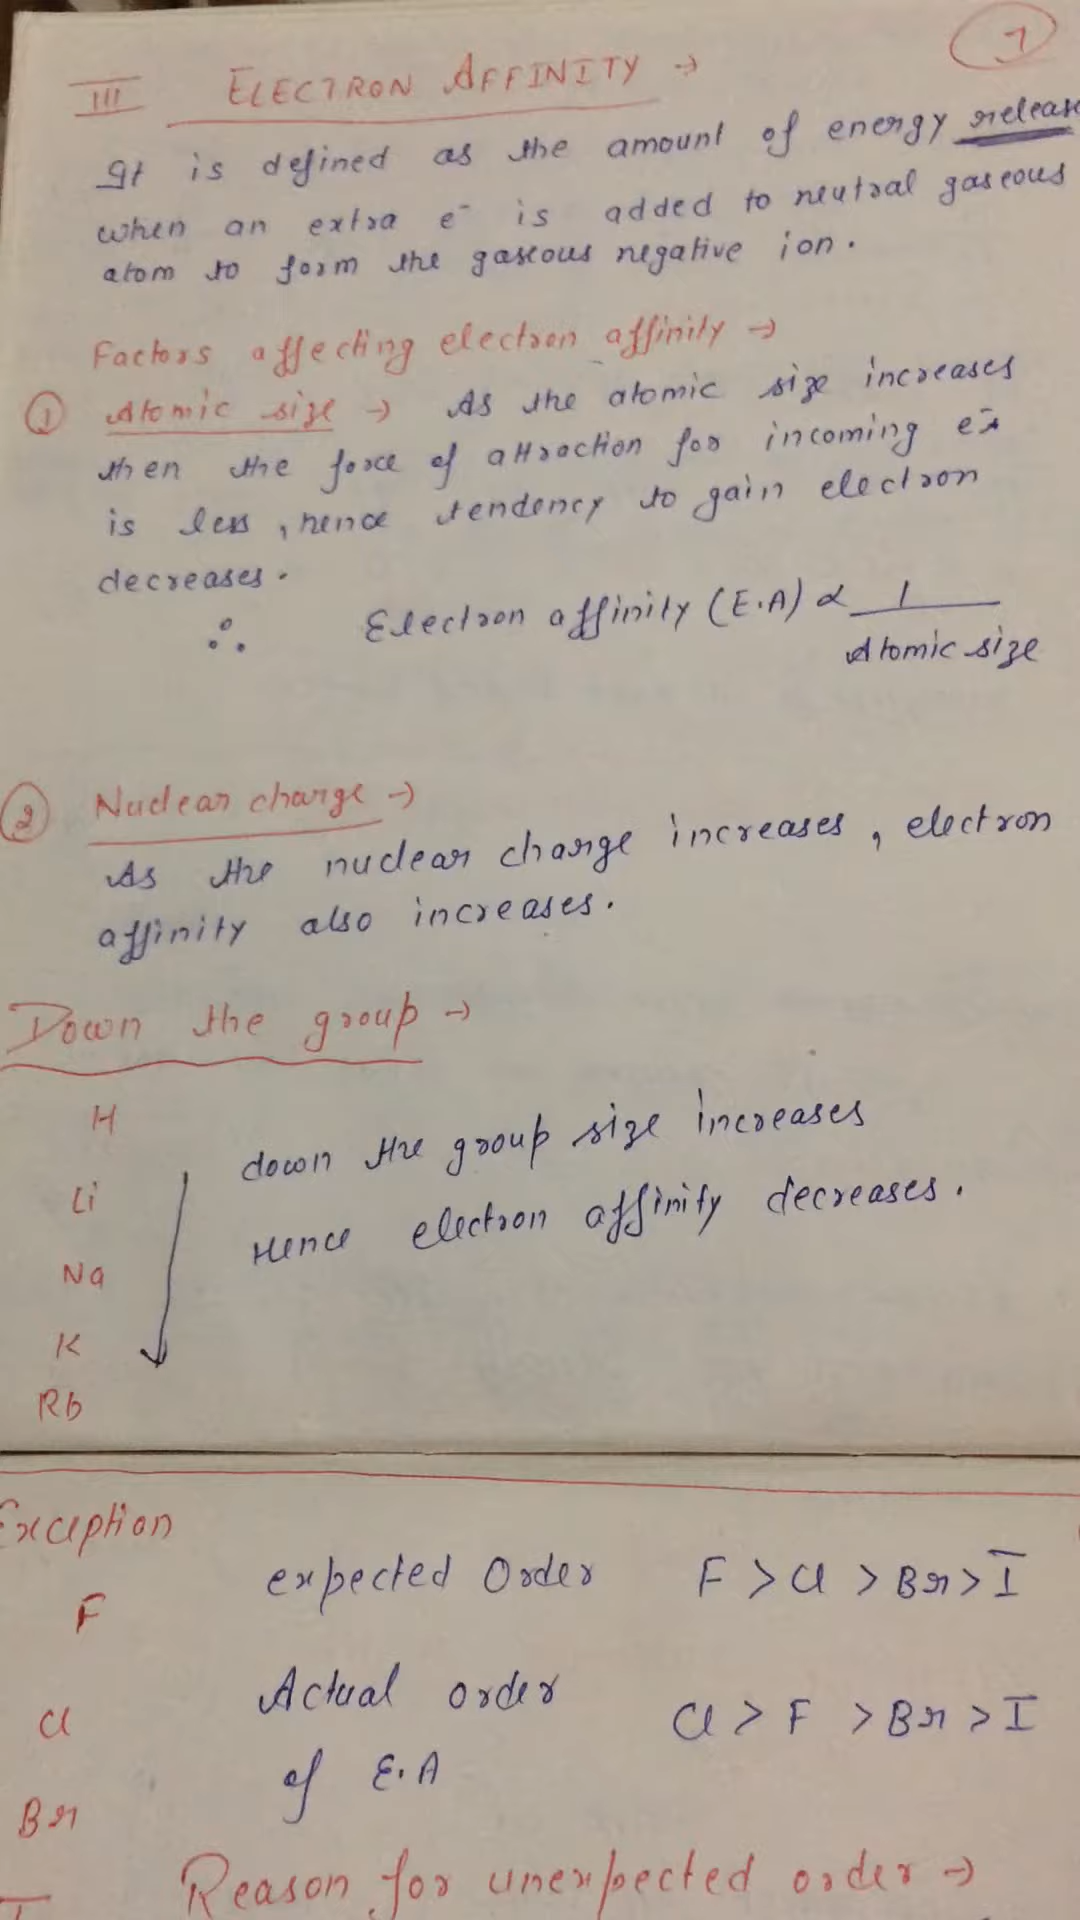 1
III ELECTRON AFFINITY →
It is defined as the amount of energy release
when an extra e⁻ is added to neutral gaseous
atom to form the gaseous negative ion.
Factors affecting electron affinity →
① Atomic size → As the atomic size increases
then the force of attraction for incoming
is less, hence tendency to gain electron
decreases.
∴ Electron affinity (E.A) ∝ 1
Atomic size
② Nuclear charge →
As the nuclear charge increases, electron
affinity also increases.
Down the group →
H
down the group size increases
Li
Hence electron affinity decreases.
Na
K
Rb
Exception
expected Order F > Cl > Br > I
F
Actual order Cl > F > Br > I
Cl
of E.A
Br
Reason for unexpected order →